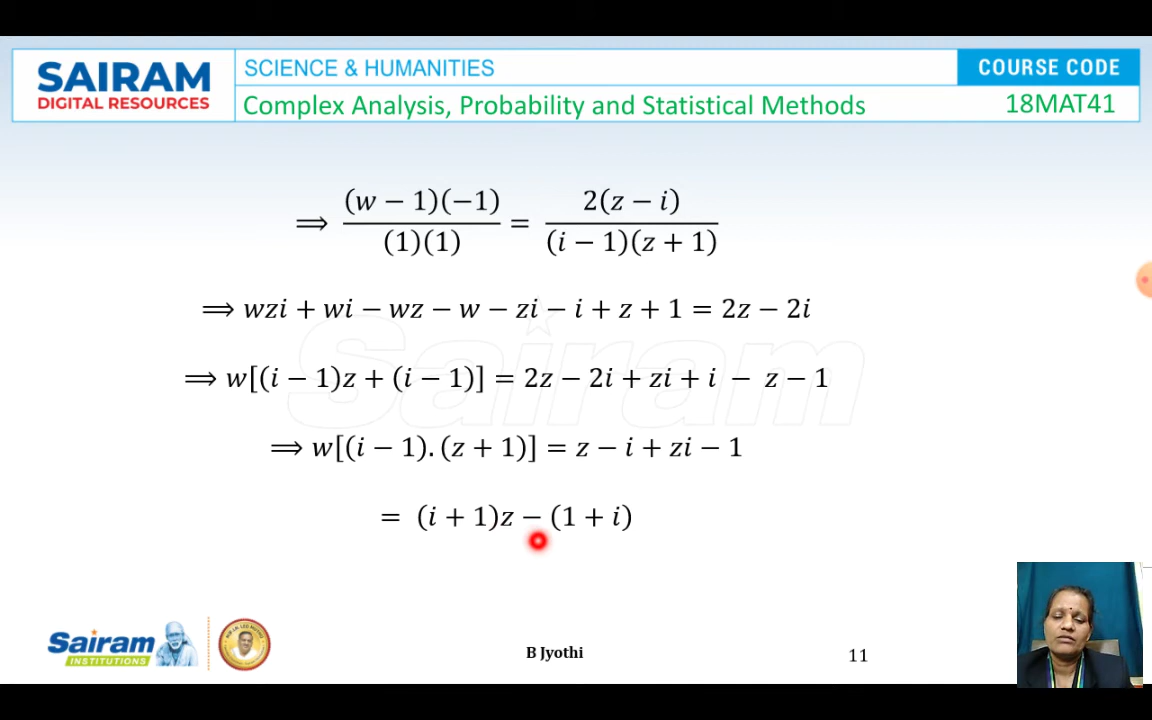 SAIRAM
DIGITAL RESOURCES
SCIENCE & HUMANITIES
COURSE CODE
Complex Analysis, Probability and Statistical Methods
18MAT41
⟹ (w − 1)(−1) / (1)(1) = 2(z − i) / (i − 1)(z + 1)
⟹ wzi + wi − wz − w − zi − i + z + 1 = 2z − 2i
⟹ w[(i − 1)z + (i − 1)] = 2z − 2i + zi + i − z − 1
⟹ w[(i − 1). (z + 1)] = z − i + zi − 1
= (i + 1)z − (1 + i)
Sairam
Sairam
INSTITUTIONS
B Jyothi
11